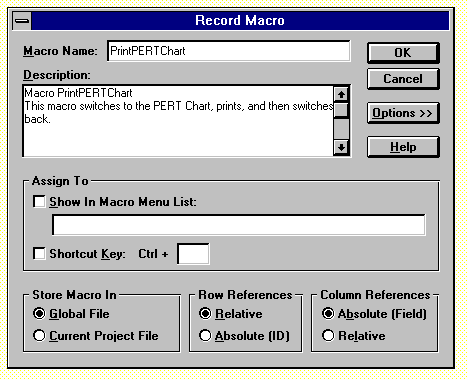 Record Macro
Macro Name: PrintPERTChart
OK
Cancel
Description:
Macro PrintPERTChart
This macro switches to the PERT Chart, prints, and then switches
back.
Options >>
Help
Assign To
Show In Macro Menu List:
Shortcut Key: Ctrl +
Store Macro In
Global File
Current Project File
Row References
Relative
Absolute (ID)
Column References
Absolute (Field)
Relative